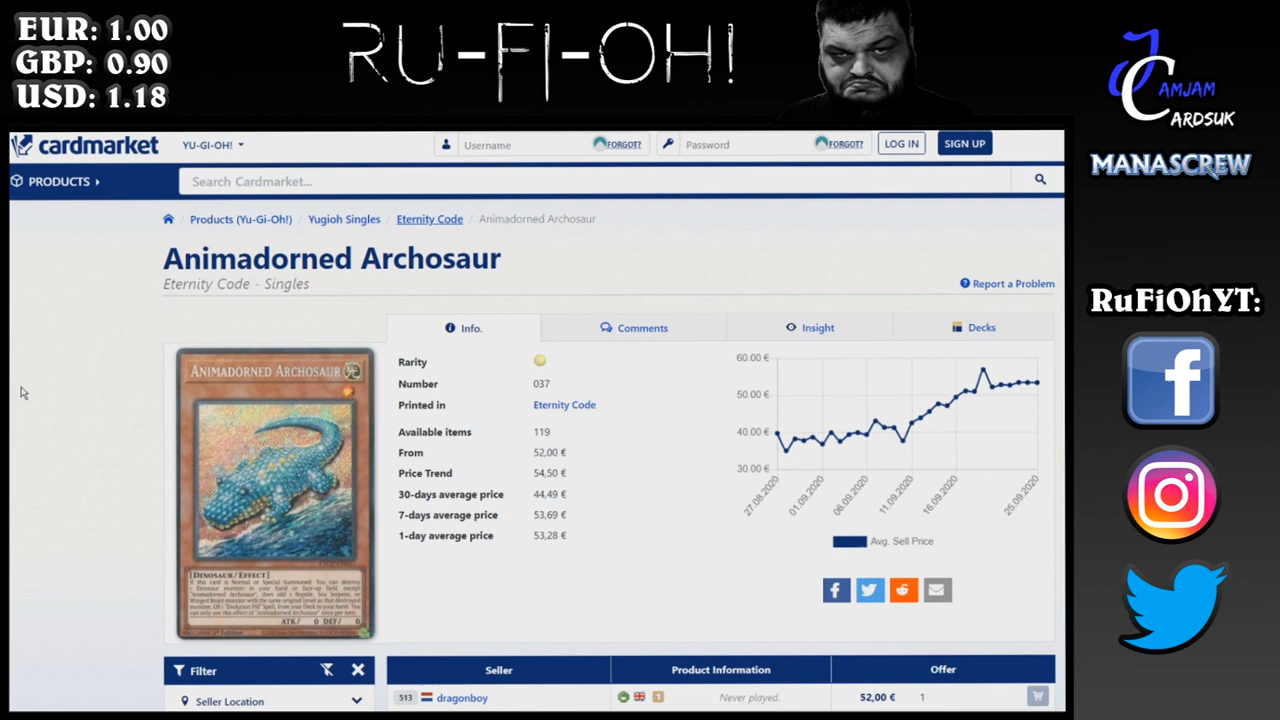 EUR: 1.00
GBP: 0.90
USD: 1.18
RU-FI-OH!
JAMJAM
CARDSUK
MANASCREW
RuFiOhYT:
cardmarket
YU-GI-OH!
Username
FORGOT?
Password
FORGOT?
LOG IN
SIGN UP
PRODUCTS
Search Cardmarket...
Products (Yu-Gi-Oh!) / Yugioh Singles / Eternity Code / Animadorned Archosaur
Animadorned Archosaur
Eternity Code - Singles
Report a Problem
Info.
Comments
Insight
Decks
ANIMADORNED ARCHOSAUR
[DINOSAUR/EFFECT]
ATK/ 0 DEF/ 0
Rarity
Number 037
Printed in Eternity Code
Available items 119
From 52,00 €
Price Trend 54,50 €
30-days average price 44,49 €
7-days average price 53,69 €
1-day average price 53,28 €
60.00 €
50.00 €
40.00 €
30.00 €
27.08.2020
01.09.2020
06.09.2020
11.09.2020
16.09.2020
25.09.2020
Avg. Sell Price
Filter
Seller Location
Seller
Product Information
Offer
513 dragonboy
1
Never played.
52,00 €
1